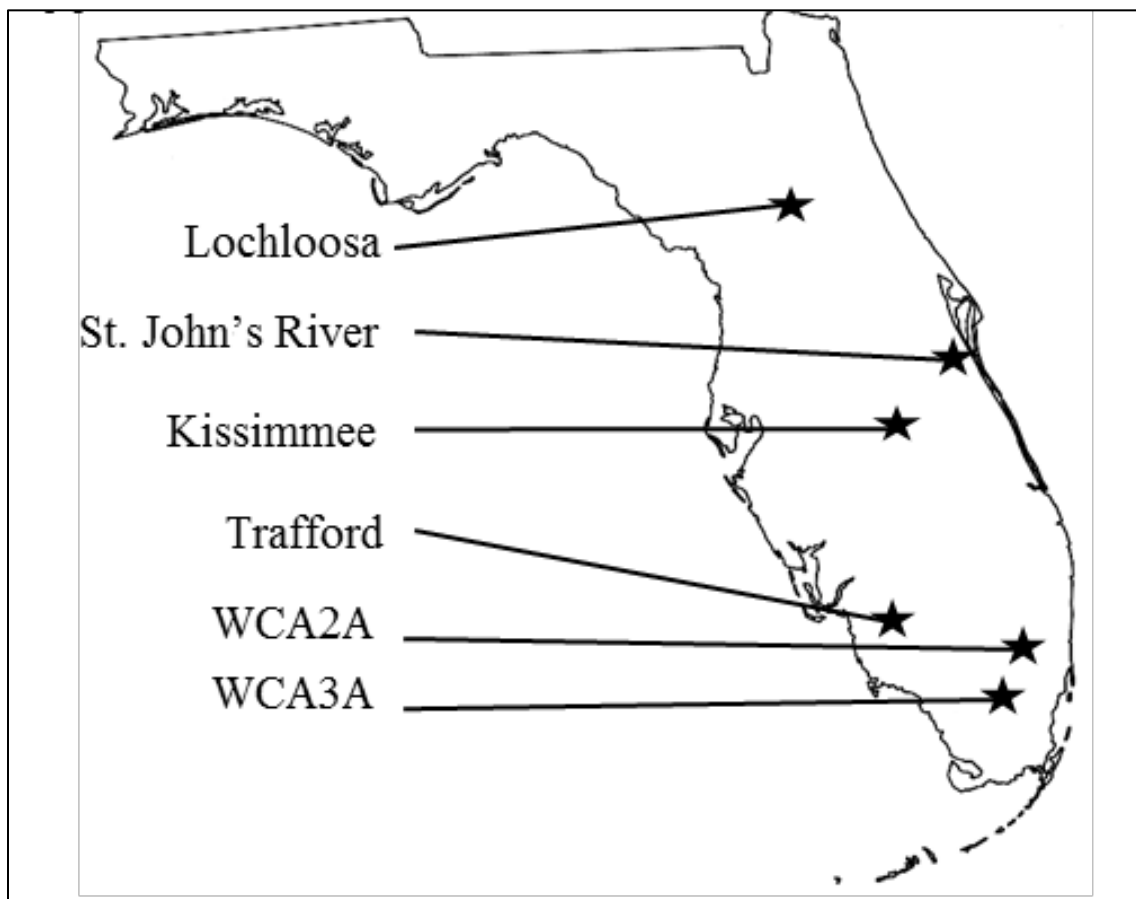 Lochloosa
St. John’s River
Kissimmee
Trafford
WCA2A
WCA3A